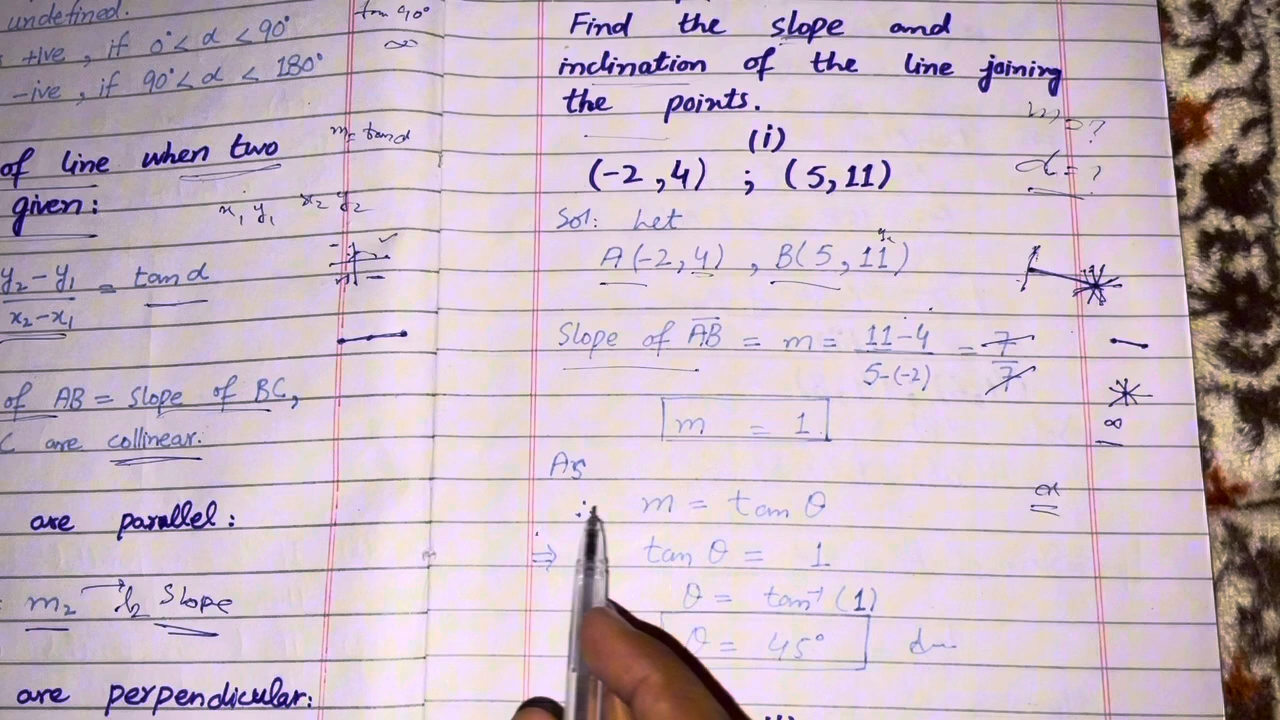 undefined.
+ive, if 0° < α < 90°
-ive, if 90° < α < 180°
tan 90°
∞
of line when two
given:
m = tan α
x₁ y₁ x₂ y₂
y₂ - y₁ / x₂ - x₁ = tan α
of AB = Slope of BC,
C are collinear.
are parallel:
m₂ → l₂ Slope
are perpendicular:
Find the slope and
inclination of the line joining
the points.
(i)
(-2, 4) ; (5, 11)
m = ?
α = ?
Sol: Let
A(-2, 4) , B(5, 11)
Slope of AB = m = 11 - 4 / 5 - (-2) = 7 / 7
m = 1
∞
As
∴ m = tan θ
α
⇒ tan θ = 1
θ = tan⁻¹ (1)
θ = 45°